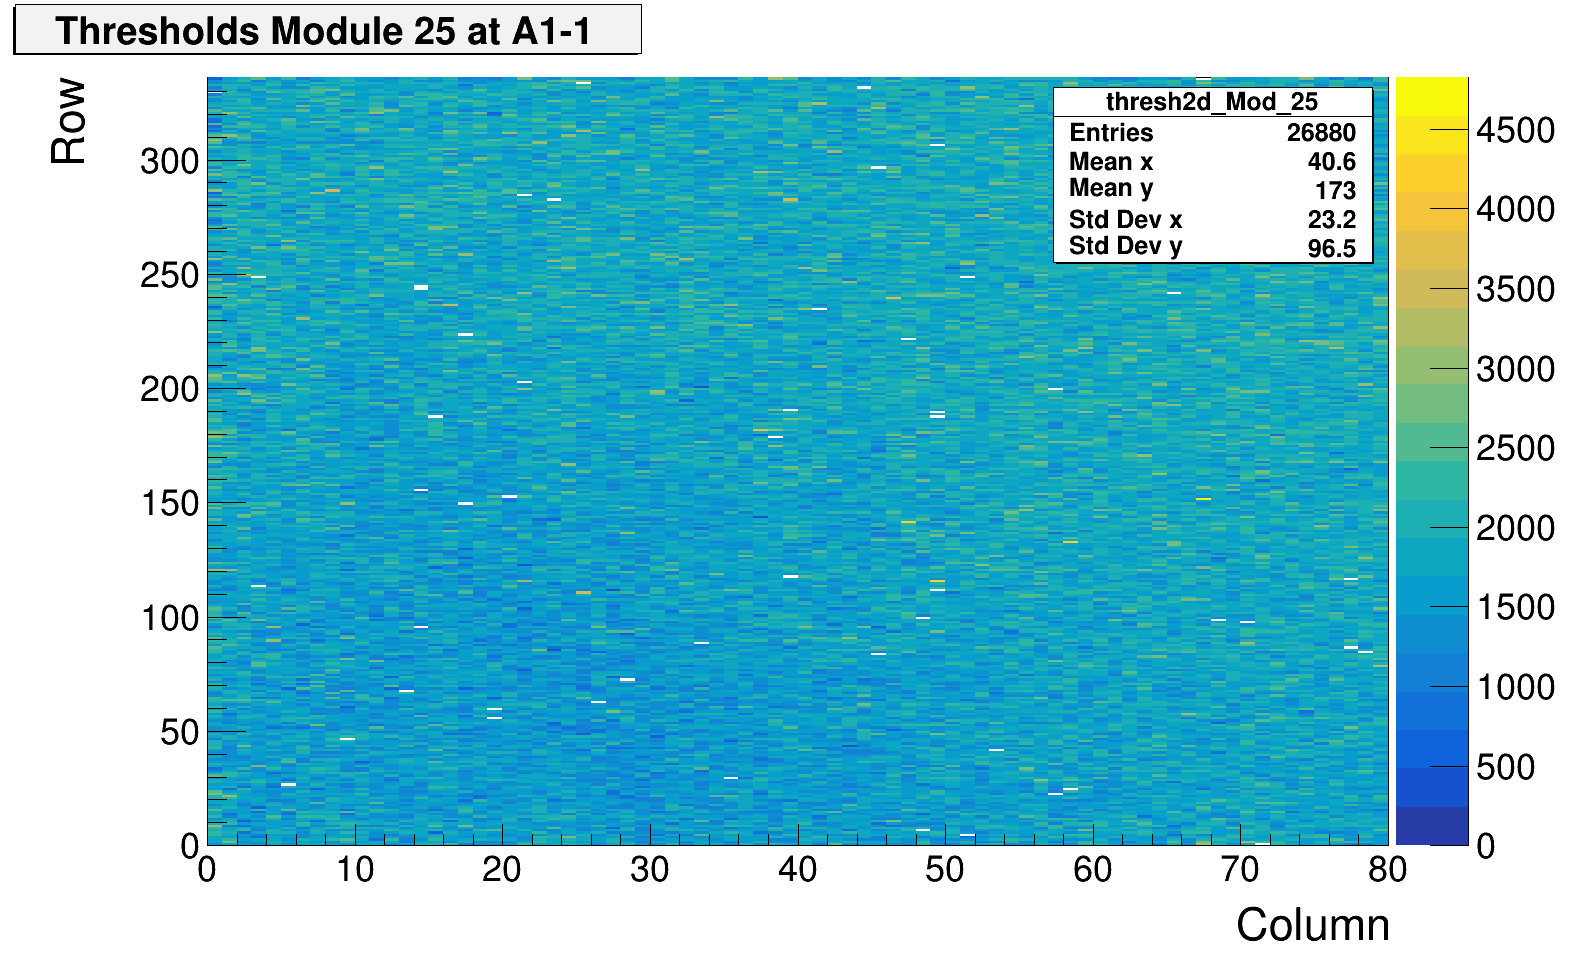 Thresholds Module 25 at A1-1
Row
thresh2d_Mod_25
Entries 26880
Mean x 40.6
Mean y 173
Std Dev x 23.2
Std Dev y 96.5
300
250
200
150
100
50
0
0 10 20 30 40 50 60 70 80
Column
4500
4000
3500
3000
2500
2000
1500
1000
500
0